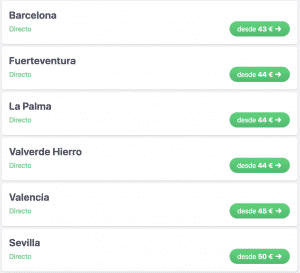 Barcelona
Directo
desde 43 € →
Fuerteventura
Directo
desde 44 € →
La Palma
Directo
desde 44 € →
Valverde Hierro
Directo
desde 44 € →
Valencia
Directo
desde 45 € →
Sevilla
Directo
desde 50 € →